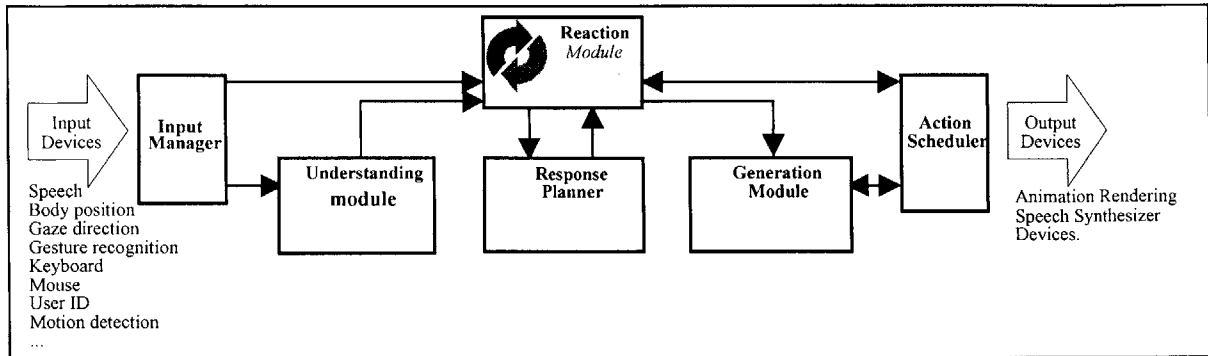 Input
Devices
Speech
Body position
Gaze direction
Gesture recognition
Keyboard
Mouse
User ID
Motion detection
...
Input
Manager
Understanding
module
Reaction
Module
Response
Planner
Generation
Module
Action
Scheduler
Output
Devices
Animation Rendering
Speech Synthesizer
Devices.